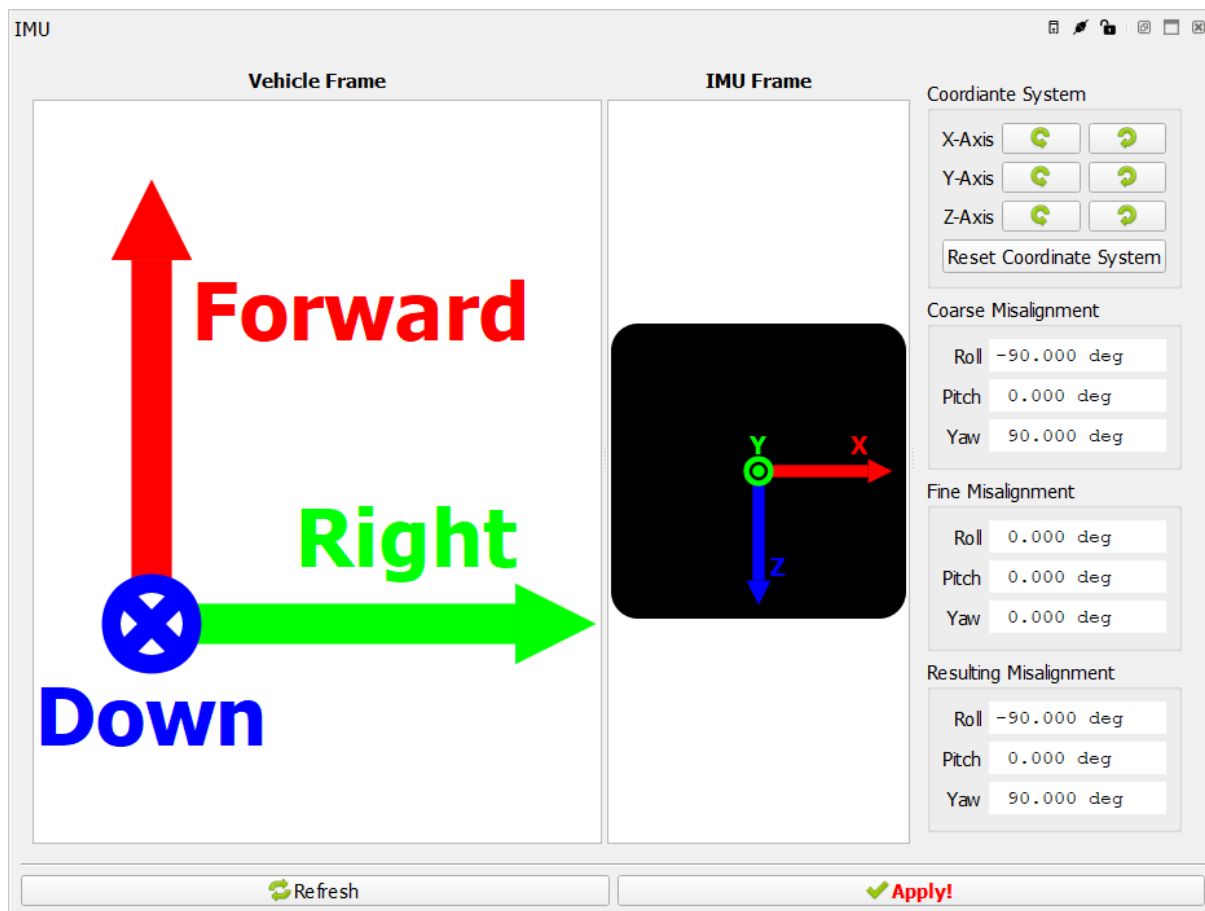 IMU
Vehicle Frame
IMU Frame
Forward
Right
Down
Y
X
Z
Coordiante System
X-Axis
Y-Axis
Z-Axis
Reset Coordinate System
Coarse Misalignment
Roll -90.000 deg
Pitch 0.000 deg
Yaw 90.000 deg
Fine Misalignment
Roll 0.000 deg
Pitch 0.000 deg
Yaw 0.000 deg
Resulting Misalignment
Roll -90.000 deg
Pitch 0.000 deg
Yaw 90.000 deg
Refresh
Apply!